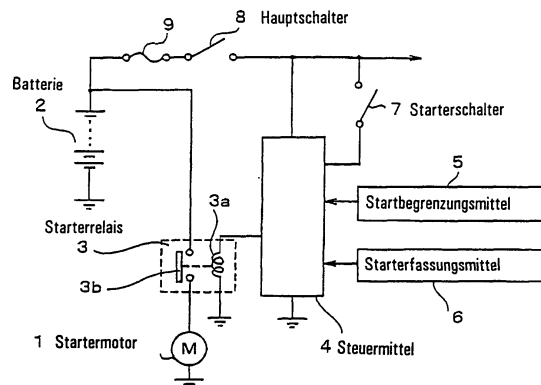 8 Hauptschalter
9
Batterie
2
7 Starterschalter
5
Startbegrenzungsmittel
3a
Starterrelais
3
3b
Starterfassungsmittel
6
1 Startermotor
M
4 Steuermittel